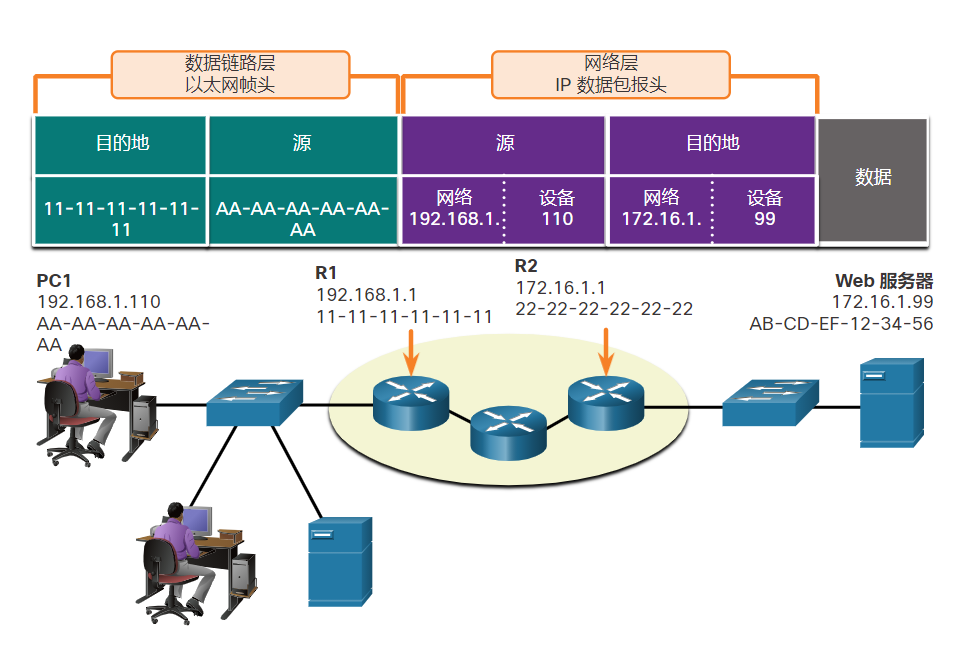 数据链路层
以太网帧头
网络层
IP 数据包报头
目的地
源
源
目的地
数据
11-11-11-11-11-
11
AA-AA-AA-AA-AA-
AA
网络
192.168.1.
设备
110
网络
172.16.1.
设备
99
PC1
192.168.1.110
AA-AA-AA-AA-AA-
AA
R1
192.168.1.1
11-11-11-11-11-11
R2
172.16.1.1
22-22-22-22-22-22
Web 服务器
172.16.1.99
AB-CD-EF-12-34-56